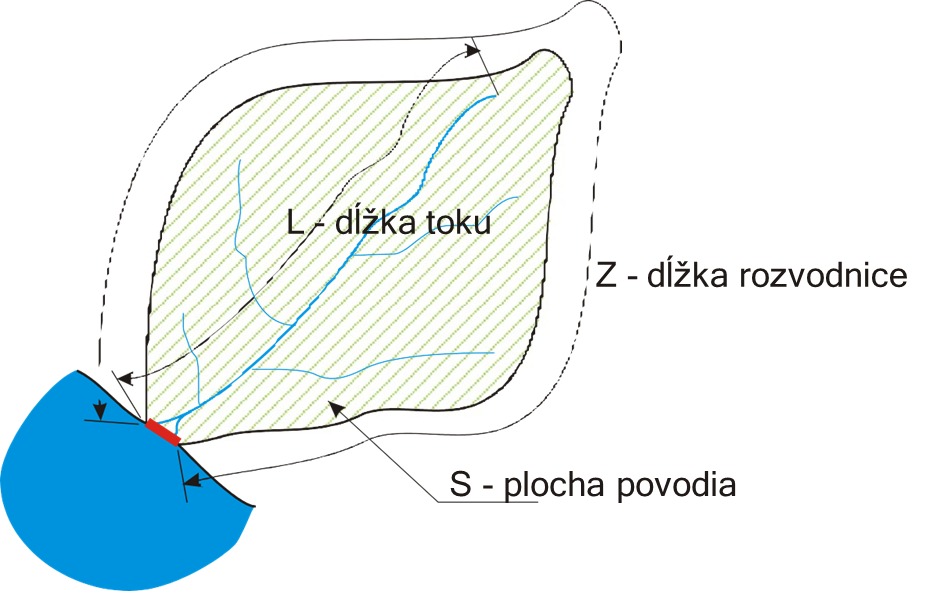 L - dĺžka toku
Z - dĺžka rozvodnice
S - plocha povodia